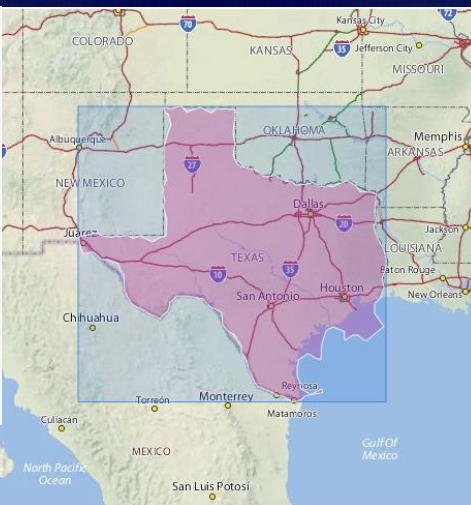 72
Kansas City
70
COLORADO
KANSAS
35
Jefferson City
MISSOURI
OKLAHOMA
Memphis
Albuquerque
ARKANSAS
27
NEW MEXICO
Dallas
20
Juarez
Jackson
LOUISIANA
TEXAS
10
35
Baton Rouge
San Antonio
Houston
New Orleans
Chihuahua
Reynosa
Monterrey
Torreón
Matamoros
Culiacán
MEXICO
Gulf Of
Mexico
North Pacific
Ocean
San Luis Potosi